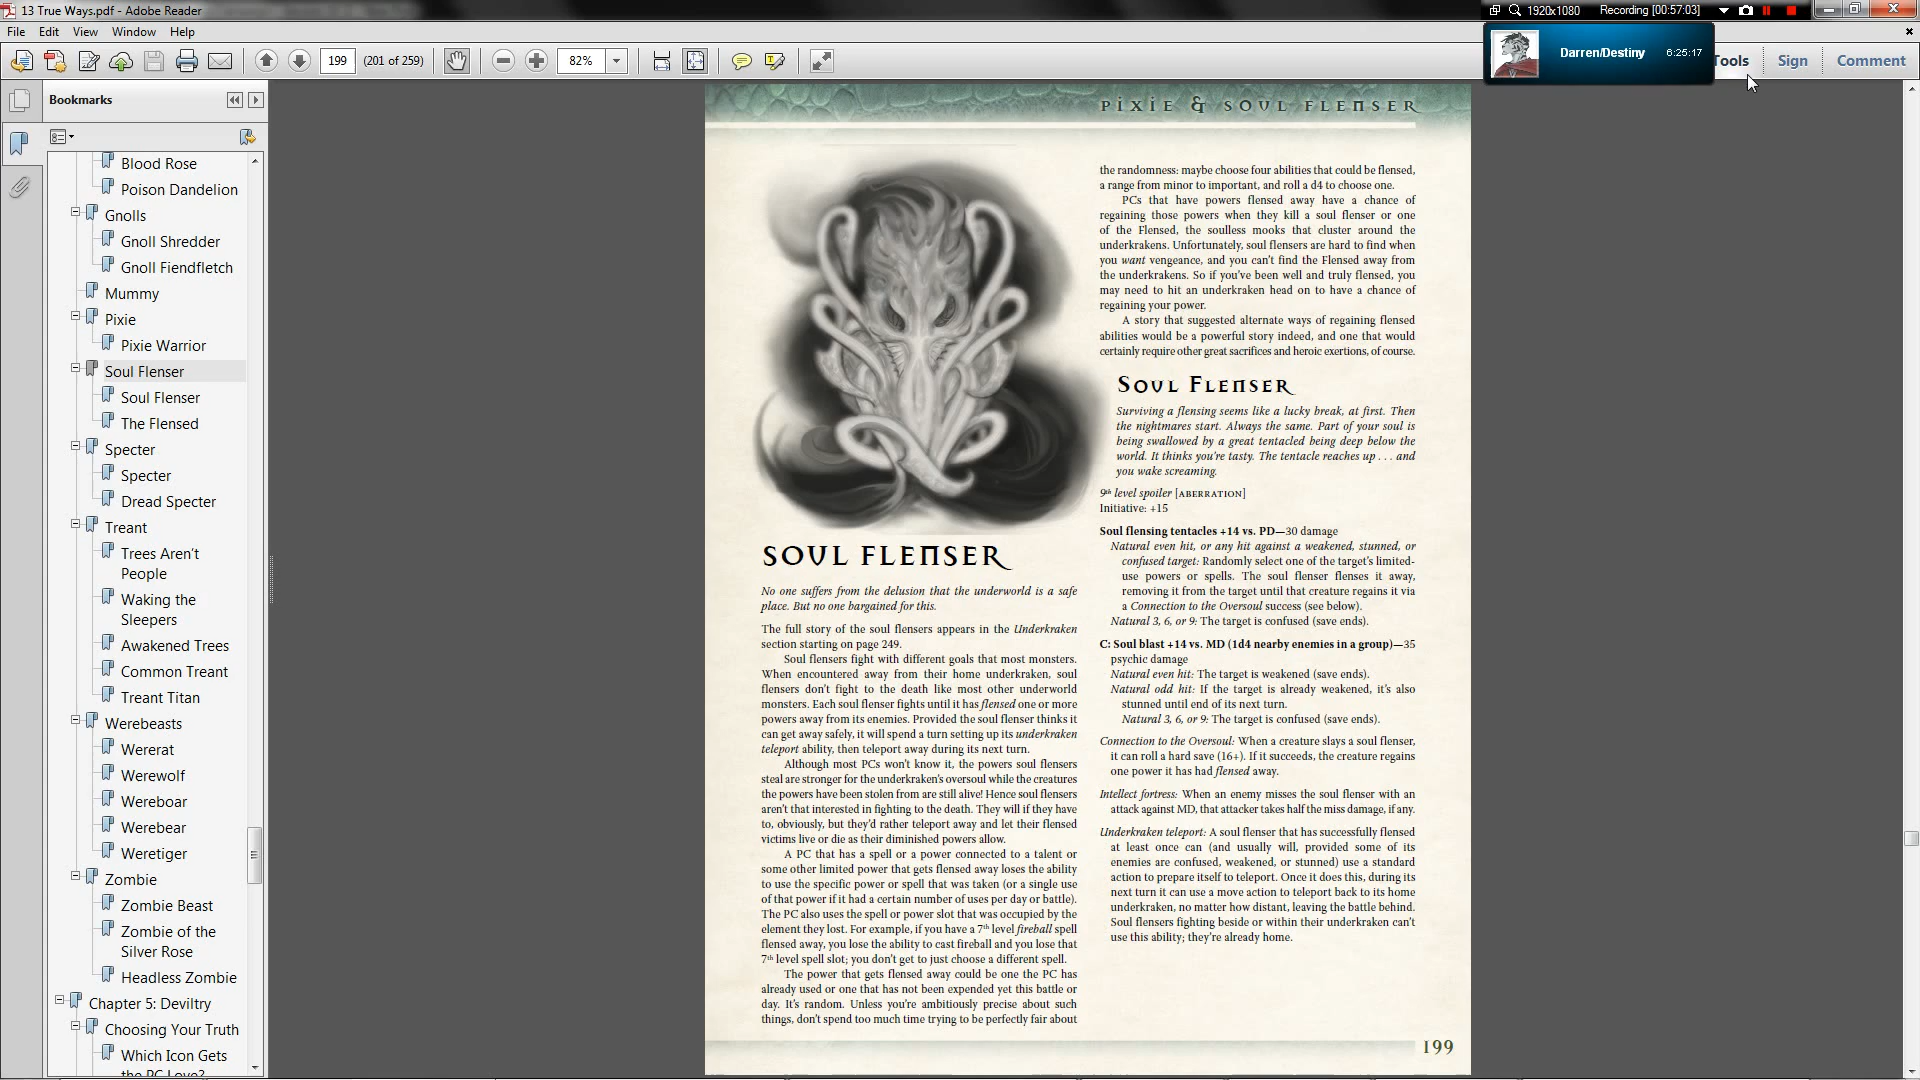 13 True Ways.pdf - Adobe Reader
1920x1080
Recording [00:57:03]
File Edit View Window Help
Darren/Destiny
6:25:17
199
(201 of 259)
82%
Tools
Sign
Comment
Bookmarks
Blood Rose
Poison Dandelion
Gnolls
Gnoll Shredder
Gnoll Fiendfletch
Mummy
Pixie
Pixie Warrior
Soul Flenser
Soul Flenser
The Flensed
Specter
Specter
Dread Specter
Treant
Trees Aren't
People
Waking the
Sleepers
Awakened Trees
Common Treant
Treant Titan
Werebeasts
Wererat
Werewolf
Wereboar
Werebear
Weretiger
Zombie
Zombie Beast
Zombie of the
Silver Rose
Headless Zombie
Chapter 5: Deviltry
Choosing Your Truth
Which Icon Gets
the PC Love?
PIXIE & SOUL FLENSER
SOUL FLENSER
No one suffers from the delusion that the underworld is a safe
place. But no one bargained for this.
The full story of the soul flensers appears in the Underkraken
section starting on page 249.
Soul flensers fight with different goals that most monsters.
When encountered away from their home underkraken, soul
flensers don't fight to the death like most other underworld
monsters. Each soul flenser fights until it has flensed one or more
powers away from its enemies. Provided the soul flenser thinks it
can get away safely, it will spend a turn setting up its underkraken
teleport ability, then teleport away during its next turn.
Although most PCs won't know it, the powers soul flensers
steal are stronger for the underkraken's oversoul while the creatures
the powers have been stolen from are still alive! Hence soul flensers
aren't that interested in fighting to the death. They will if they have
to, obviously, but they'd rather teleport away and let their flensed
victims live or die as their diminished powers allow.
A PC that has a spell or a power connected to a talent or
some other limited power that gets flensed away loses the ability
to use the specific power or spell that was taken (or a single use
of that power if it had a certain number of uses per day or battle).
The PC also uses the spell or power slot that was occupied by the
element they lost. For example, if you have a 7th level fireball spell
flensed away, you lose the ability to cast fireball and you lose that
7th level spell slot; you don't get to just choose a different spell.
The power that gets flensed away could be one the PC has
already used or one that has not been expended yet this battle or
day. It's random. Unless you're ambitiously precise about such
things, don't spend too much time trying to be perfectly fair about
the randomness: maybe choose four abilities that could be flensed,
a range from minor to important, and roll a d4 to choose one.
PCs that have powers flensed away have a chance of
regaining those powers when they kill a soul flenser or one
of the Flensed, the soulless mooks that cluster around the
underkrakens. Unfortunately, soul flensers are hard to find when
you want vengeance, and you can't find the Flensed away from
the underkrakens. So if you've been well and truly flensed, you
may need to hit an underkraken head on to have a chance of
regaining your power.
A story that suggested alternate ways of regaining flensed
abilities would be a powerful story indeed, and one that would
certainly require other great sacrifices and heroic exertions, of course.
SOUL FLENSER
Surviving a flensing seems like a lucky break, at first. Then
the nightmares start. Always the same. Part of your soul is
being swallowed by a great tentacled being deep below the
world. It thinks you're tasty. The tentacle reaches up . . . and
you wake screaming.
9th level spoiler [ABERRATION]
Initiative: +15
Soul flensing tentacles +14 vs. PD—30 damage
Natural even hit, or any hit against a weakened, stunned, or
confused target: Randomly select one of the target's limited-
use powers or spells. The soul flenser flenses it away,
removing it from the target until that creature regains it via
a Connection to the Oversoul success (see below).
Natural 3, 6, or 9: The target is confused (save ends).
C: Soul blast +14 vs. MD (1d4 nearby enemies in a group)—35
psychic damage
Natural even hit: The target is weakened (save ends).
Natural odd hit: If the target is already weakened, it's also
stunned until end of its next turn.
Natural 3, 6, or 9: The target is confused (save ends).
Connection to the Oversoul: When a creature slays a soul flenser,
it can roll a hard save (16+). If it succeeds, the creature regains
one power it has had flensed away.
Intellect fortress: When an enemy misses the soul flenser with an
attack against MD, that attacker takes half the miss damage, if any.
Underkraken teleport: A soul flenser that has successfully flensed
at least once can (and usually will, provided some of its
enemies are confused, weakened, or stunned) use a standard
action to prepare itself to teleport. Once it does this, during its
next turn it can use a move action to teleport back to its home
underkraken, no matter how distant, leaving the battle behind.
Soul flensers fighting beside or within their underkraken can't
use this ability; they're already home.
199